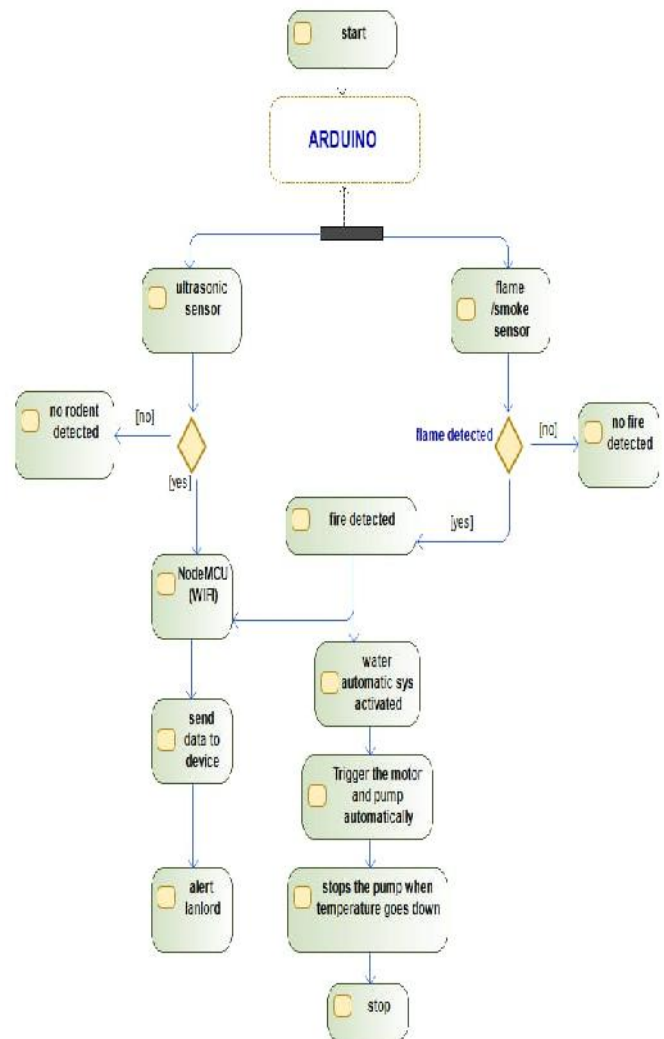 start
ARDUINO
ultrasonic
sensor
flame
/smoke
sensor
no rodent
detected
[no]
[yes]
flame detected
[no]
no fire
detected
[yes]
fire detected
NodeMCU
(WIFI)
water
automatic sys
activated
send
data to
device
Trigger the motor
and pump
automatically
alert
lanlord
stops the pump when
temperature goes down
stop